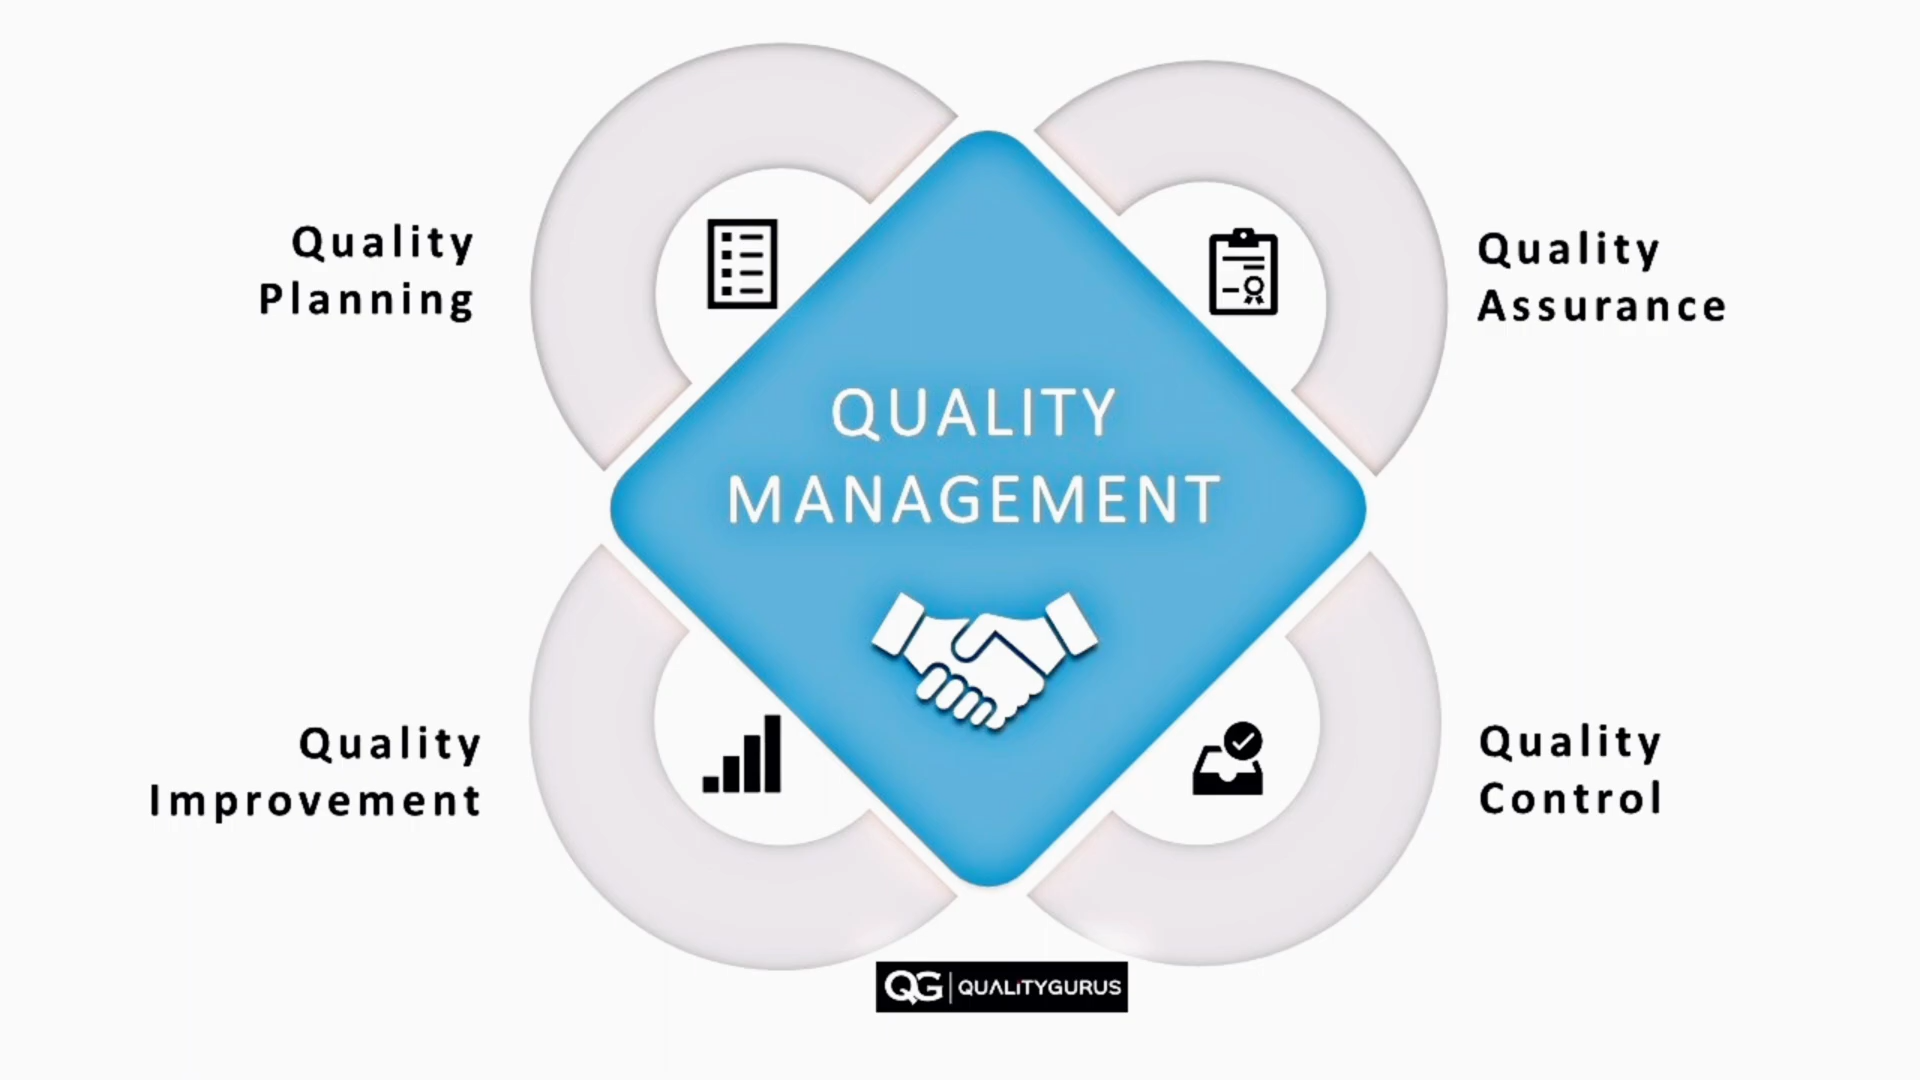 Quality
Planning
Quality
Assurance
QUALITY
MANAGEMENT
Quality
Improvement
Quality
Control
QG | QUALiTYGURUS